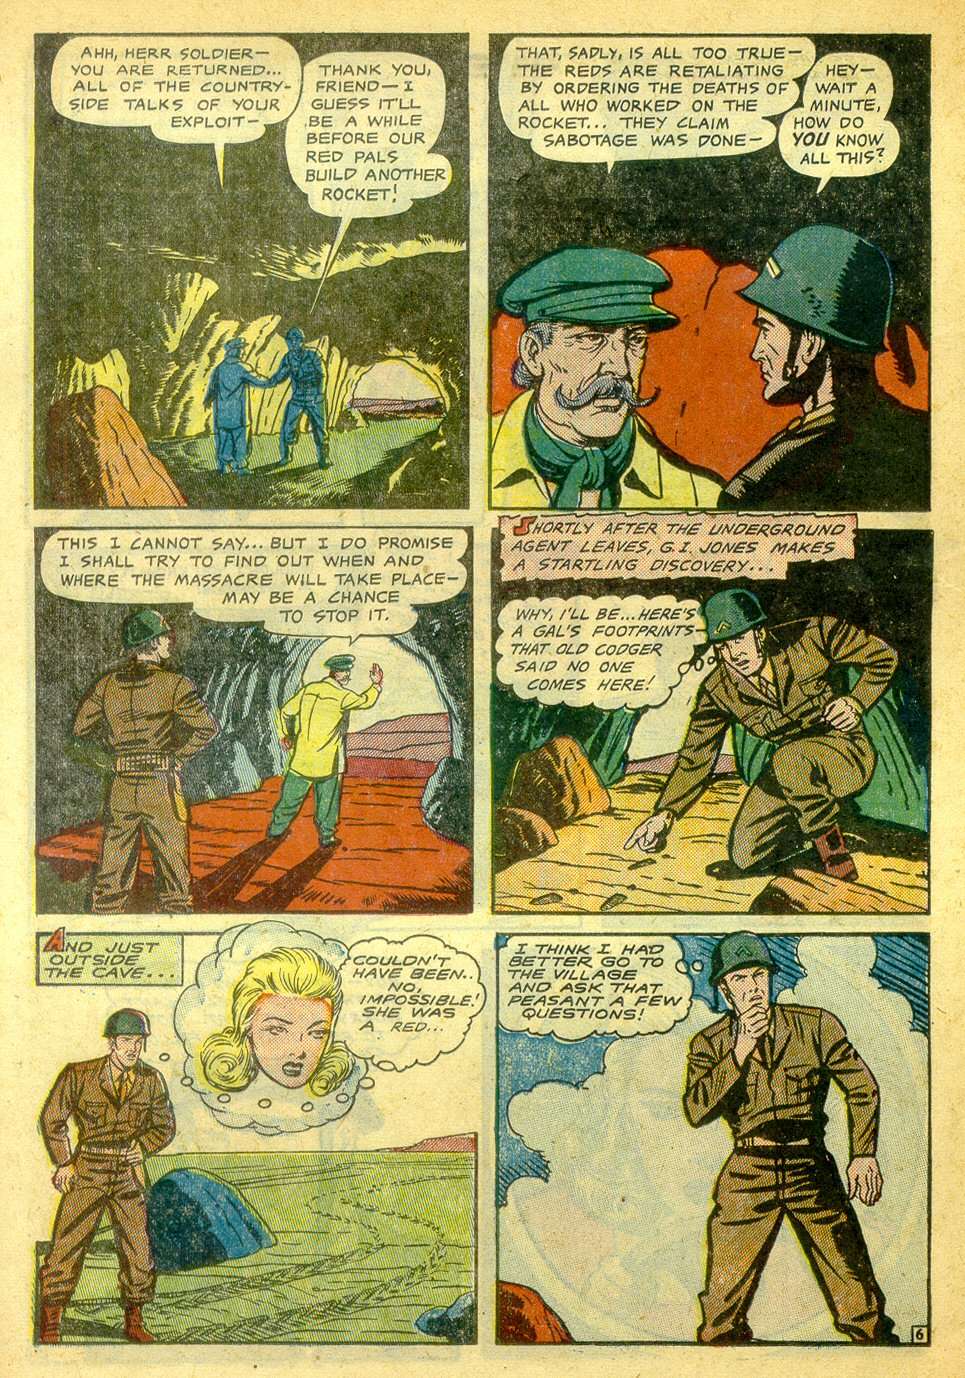 AHH, HERR SOLDIER—
YOU ARE RETURNED...
ALL OF THE COUNTRY-
SIDE TALKS OF YOUR
EXPLOIT—
THANK YOU,
FRIEND—I
GUESS IT'LL
BE A WHILE
BEFORE OUR
RED PALS
BUILD ANOTHER
ROCKET!
THAT, SADLY, IS ALL TOO TRUE—
THE REDS ARE RETALIATING
BY ORDERING THE DEATHS OF
ALL WHO WORKED ON THE
ROCKET... THEY CLAIM
SABOTAGE WAS DONE—
HEY—
WAIT A
MINUTE,
HOW DO
YOU KNOW
ALL THIS?
THIS I CANNOT SAY... BUT I DO PROMISE
I SHALL TRY TO FIND OUT WHEN AND
WHERE THE MASSACRE WILL TAKE PLACE—
MAY BE A CHANCE
TO STOP IT.
SHORTLY AFTER THE UNDERGROUND
AGENT LEAVES, G.I. JONES MAKES
A STARTLING DISCOVERY...
WHY, I'LL BE...HERE'S
A GAL'S FOOTPRINTS—
THAT OLD CODGER
SAID NO ONE
COMES HERE!
AND JUST
OUTSIDE
THE CAVE...
COULDN'T
HAVE BEEN..
NO,
IMPOSSIBLE!
SHE WAS
A RED...
I THINK I HAD
BETTER GO TO
THE VILLAGE
AND ASK THAT
PEASANT A FEW
QUESTIONS!
6